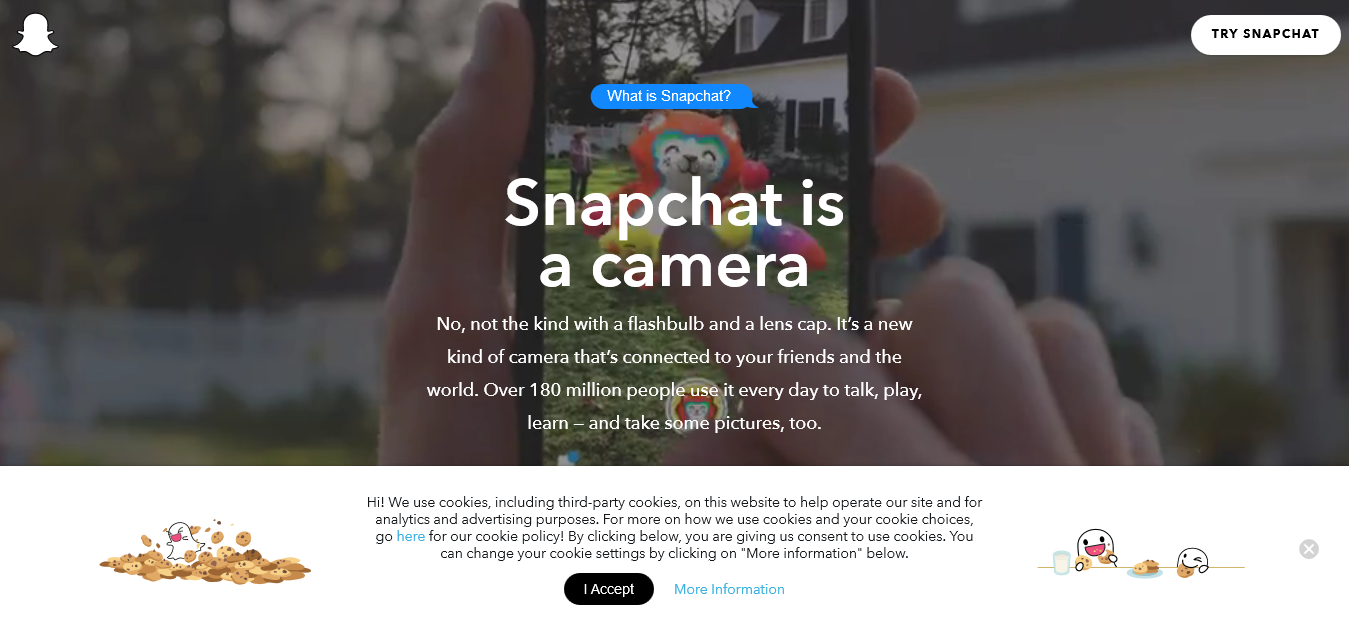 TRY SNAPCHAT
What is Snapchat?
Snapchat is
a camera
No, not the kind with a flashbulb and a lens cap. It’s a new
kind of camera that’s connected to your friends and the
world. Over 180 million people use it every day to talk, play,
learn – and take some pictures, too.
Hi! We use cookies, including third-party cookies, on this website to help operate our site and for
analytics and advertising purposes. For more on how we use cookies and your cookie choices,
go here for our cookie policy! By clicking below, you are giving us consent to use cookies. You
can change your cookie settings by clicking on "More information" below.
I Accept
More Information